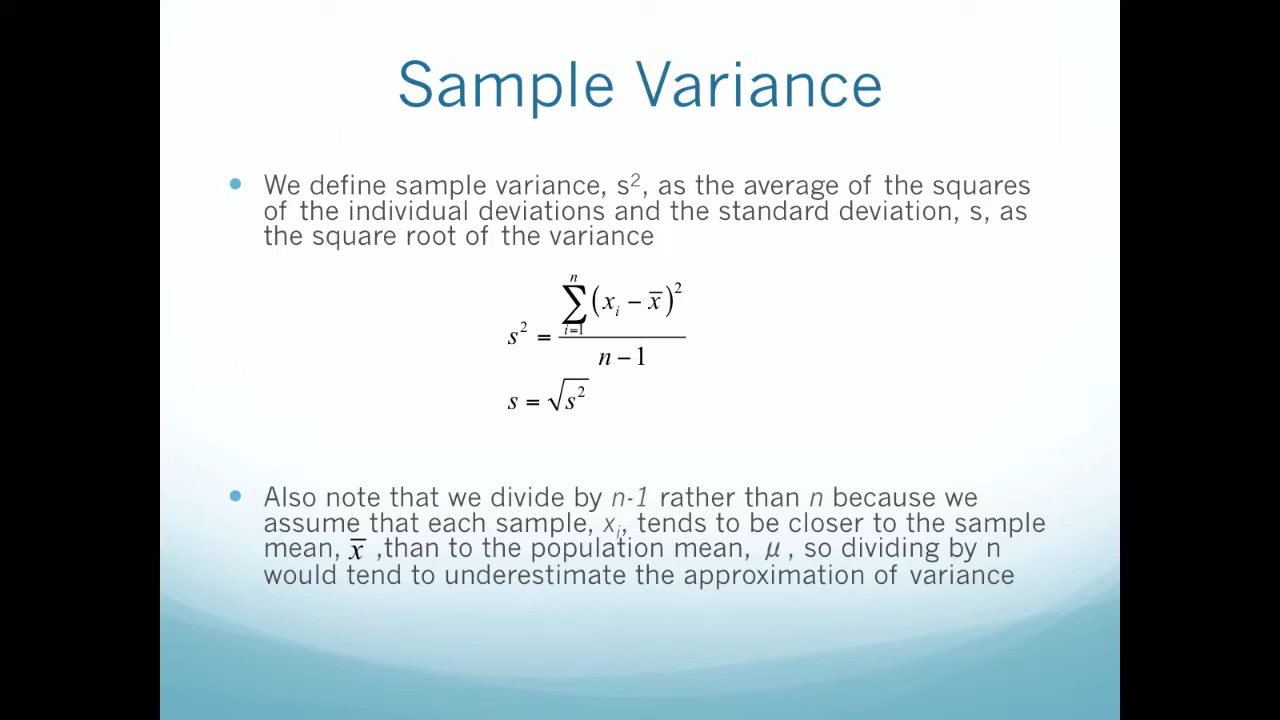 Sample Variance
• We define sample variance, s², as the average of the squares
of the individual deviations and the standard deviation, s, as
the square root of the variance
s² = \frac{\sum_{i=1}^{n} (x_i − x̄)²}{n − 1}
s = √s²
• Also note that we divide by n-1 rather than n because we
assume that each sample, xᵢ, tends to be closer to the sample
mean, x̄ ,than to the population mean, μ , so dividing by n
would tend to underestimate the approximation of variance